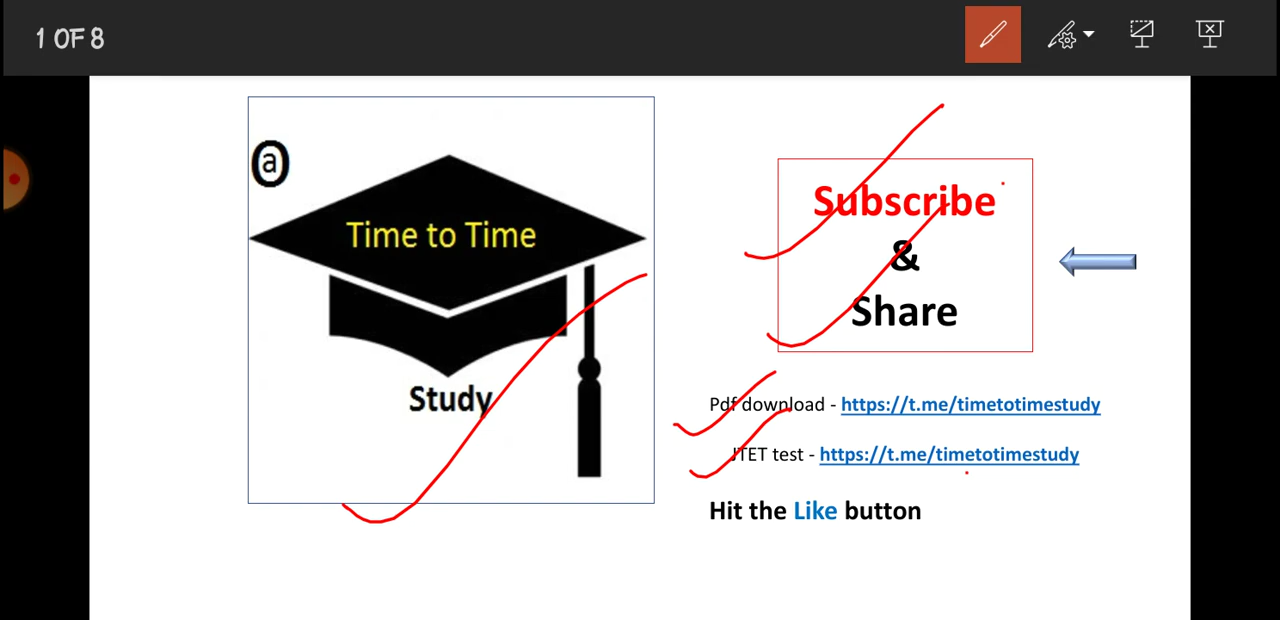 1 OF 8
@
Time to Time
Study
Subscribe
&
Share
Pdf download - https://t.me/timetotimestudy
JTET test - https://t.me/timetotimestudy
Hit the Like button